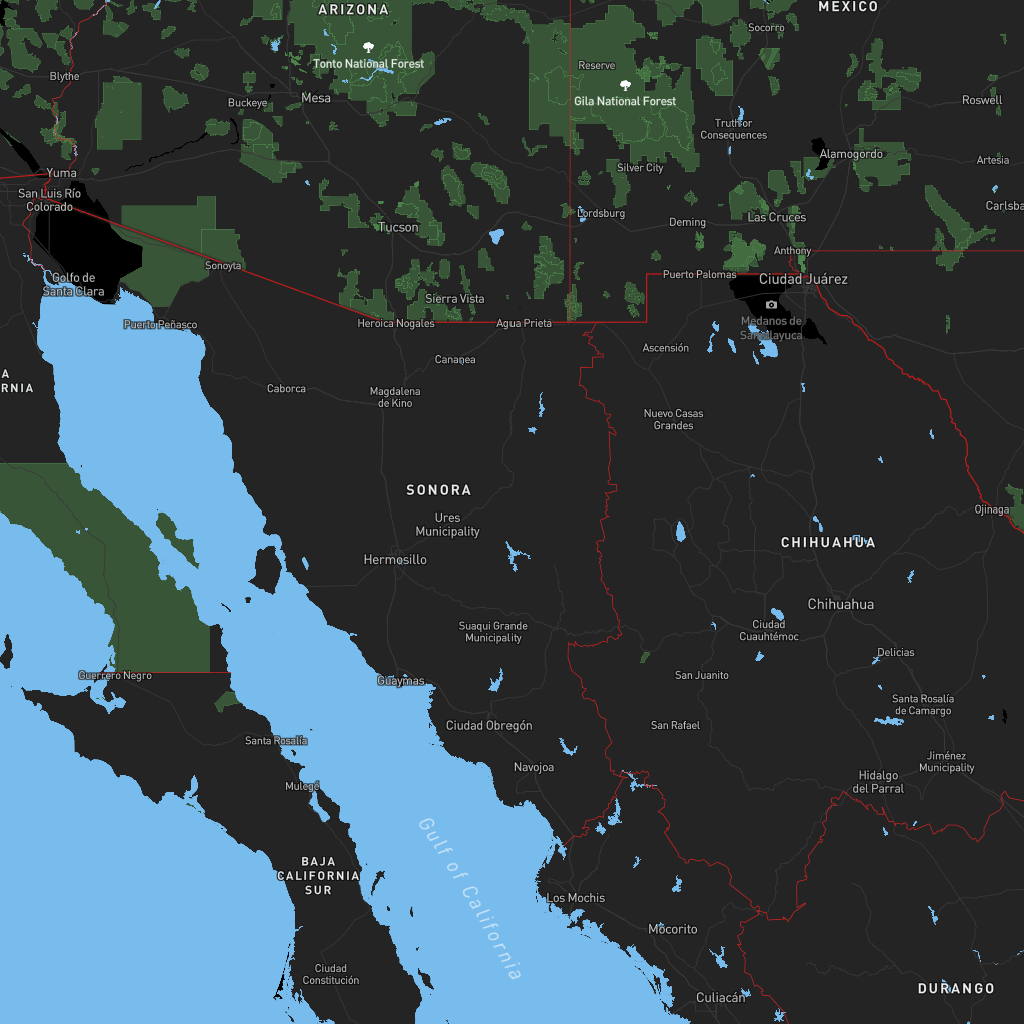 ARIZONA
MEXICO
Socorro
Tonto National Forest
Reserve
Blythe
Gila National Forest
Buckeye
Mesa
Roswell
Truth or
Consequences
Alamogordo
Artesia
Silver City
Yuma
San Luis Río
Colorado
Carlsba
Lordsburg
Deming
Las Cruces
Tucson
Anthony
Sonoyta
Golfo de
Santa Clara
Puerto Palomas
Ciudad Juárez
Sierra Vista
Puerto Peñasco
Heroica Nogales
Agua Prieta
Medanos de
Samalayuca
Ascensión
Cananea
A
RNIA
Caborca
Magdalena
de Kino
Nuevo Casas
Grandes
SONORA
Ures
Municipality
Ojinaga
CHIHUAHUA
Hermosillo
Chihuahua
Suaqui Grande
Municipality
Ciudad
Cuauhtémoc
Delicias
Guerrero Negro
Guaymas
San Juanito
Santa Rosalía
de Camargo
Ciudad Obregón
San Rafael
Santa Rosalía
Navojoa
Jiménez
Municipality
Hidalgo
del Parral
Mulegé
Gulf of California
BAJA
CALIFORNIA
SUR
Los Mochis
Mocorito
Ciudad
Constitución
DURANGO
Culiacán